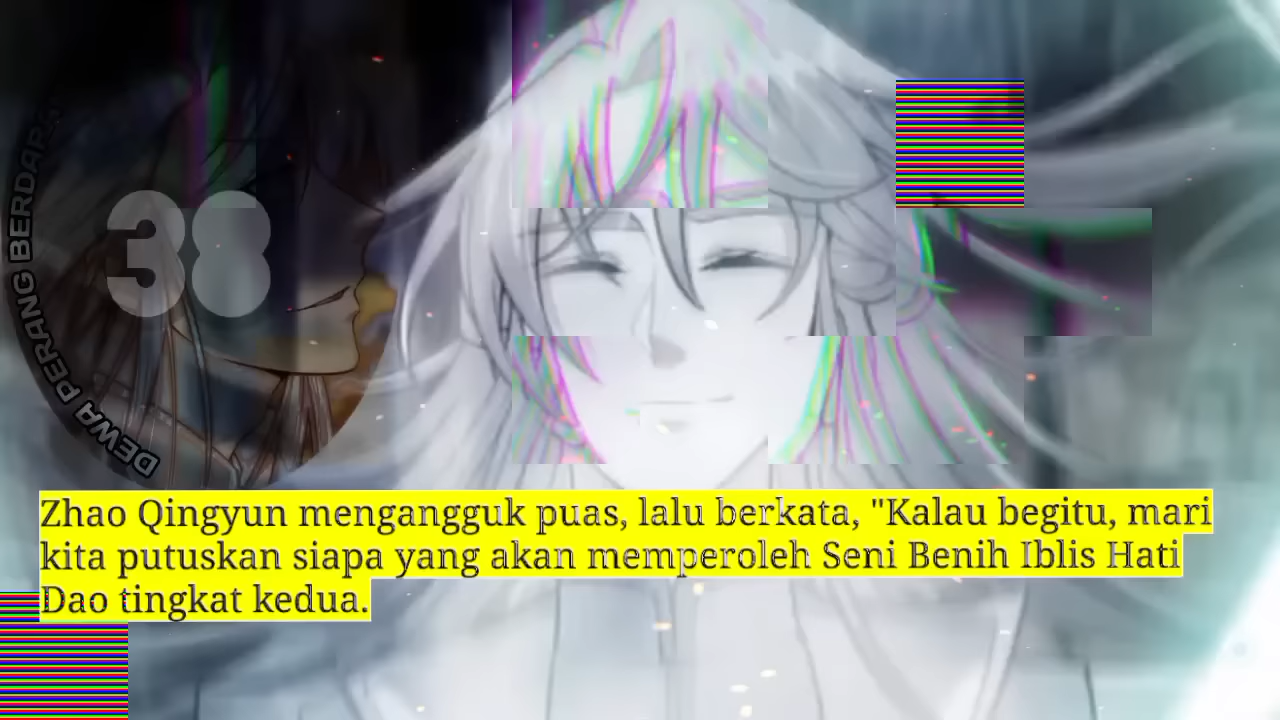 DEWA PERANG BERDARAH
38
Zhao Qingyun mengangguk puas, lalu berkata, "Kalau begitu, mari
kita putuskan siapa yang akan memperoleh Seni Benih Iblis Hati
Dao tingkat kedua.